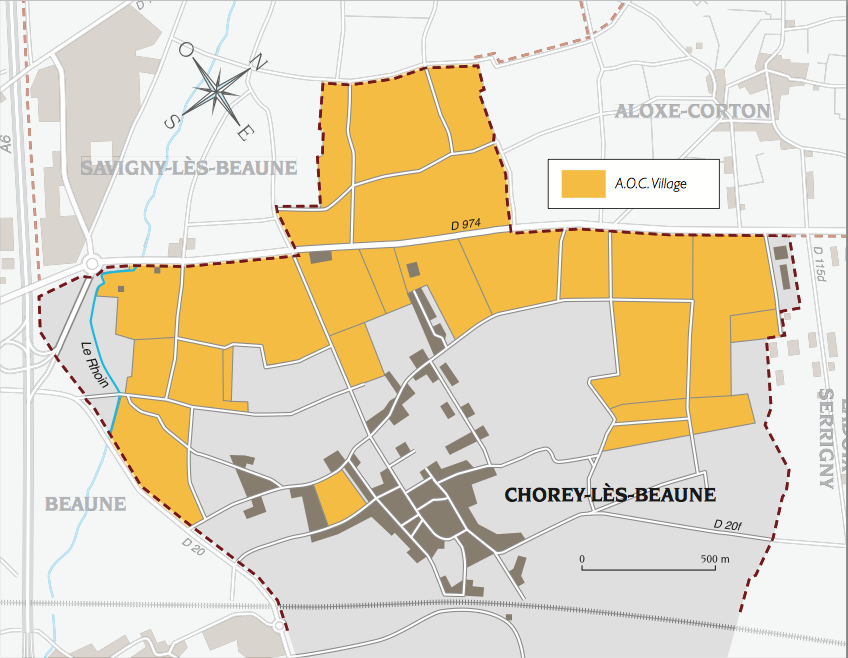 O
N
S
E
A6
SAVIGNY-LÈS-BEAUNE
ALOXE-CORTON
A.O.C. Village
D 974
D 115d
Le Rhoin
SERRIGNY
BEAUNE
CHOREY-LÈS-BEAUNE
D 20f
D 20
0
500 m